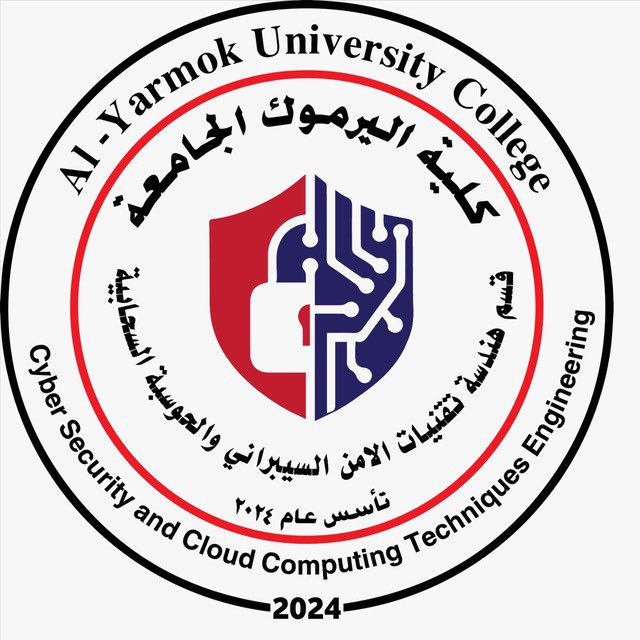 Al-Yarmok University College
كلية اليرموك الجامعة
قسم هندسة تقنيات الامن السيبراني والحوسبة السحابية
تأسس عام ٢٠٢٤
Cyber Security and Cloud Computing Techniques Engineering
2024